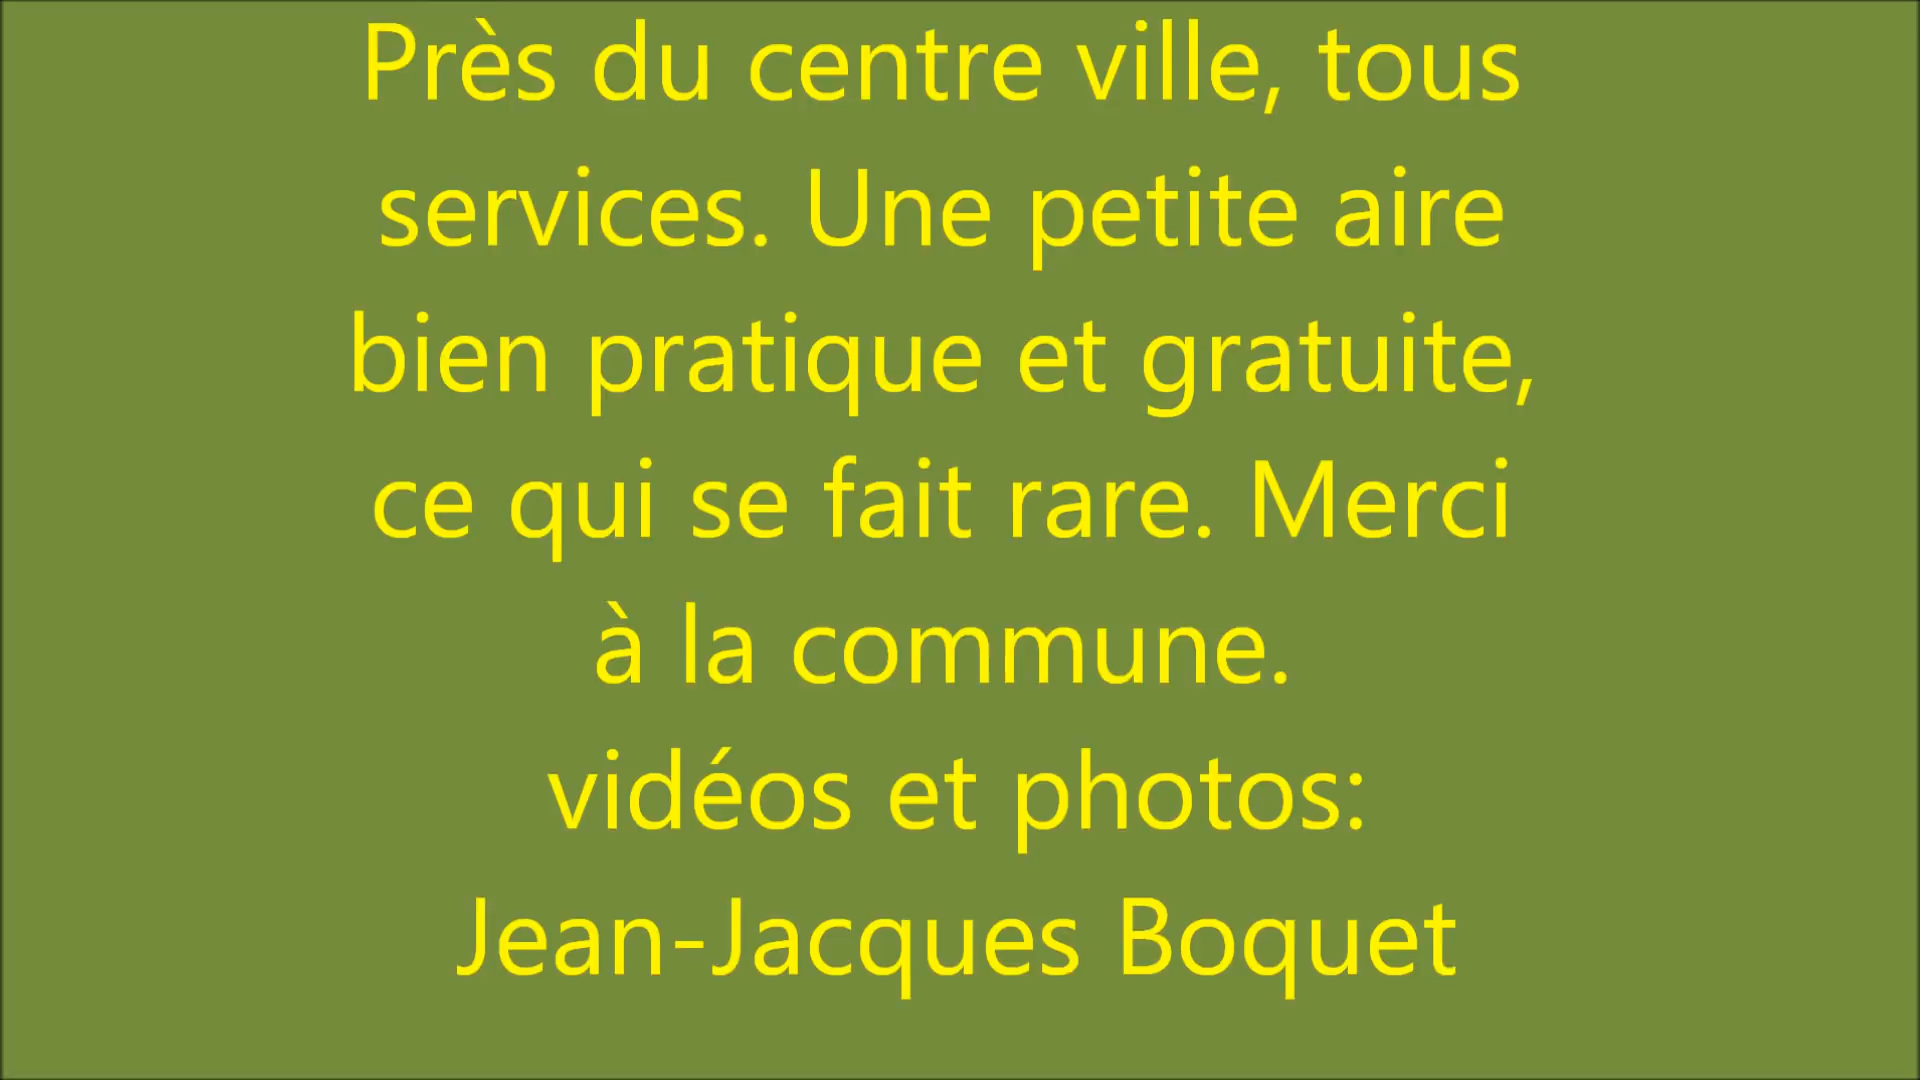 Près du centre ville, tous
services. Une petite aire
bien pratique et gratuite,
ce qui se fait rare. Merci
à la commune.
vidéos et photos:
Jean-Jacques Boquet